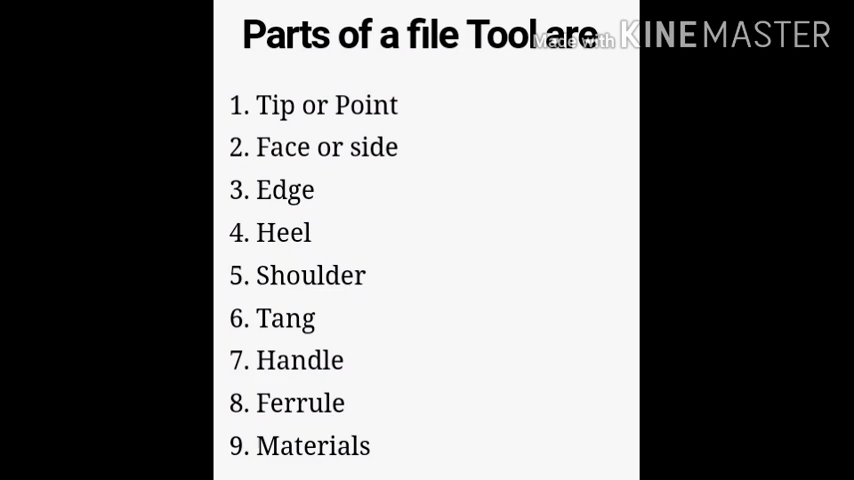 Parts of a file Tool are
Made with KINEMASTER
1. Tip or Point
2. Face or side
3. Edge
4. Heel
5. Shoulder
6. Tang
7. Handle
8. Ferrule
9. Materials